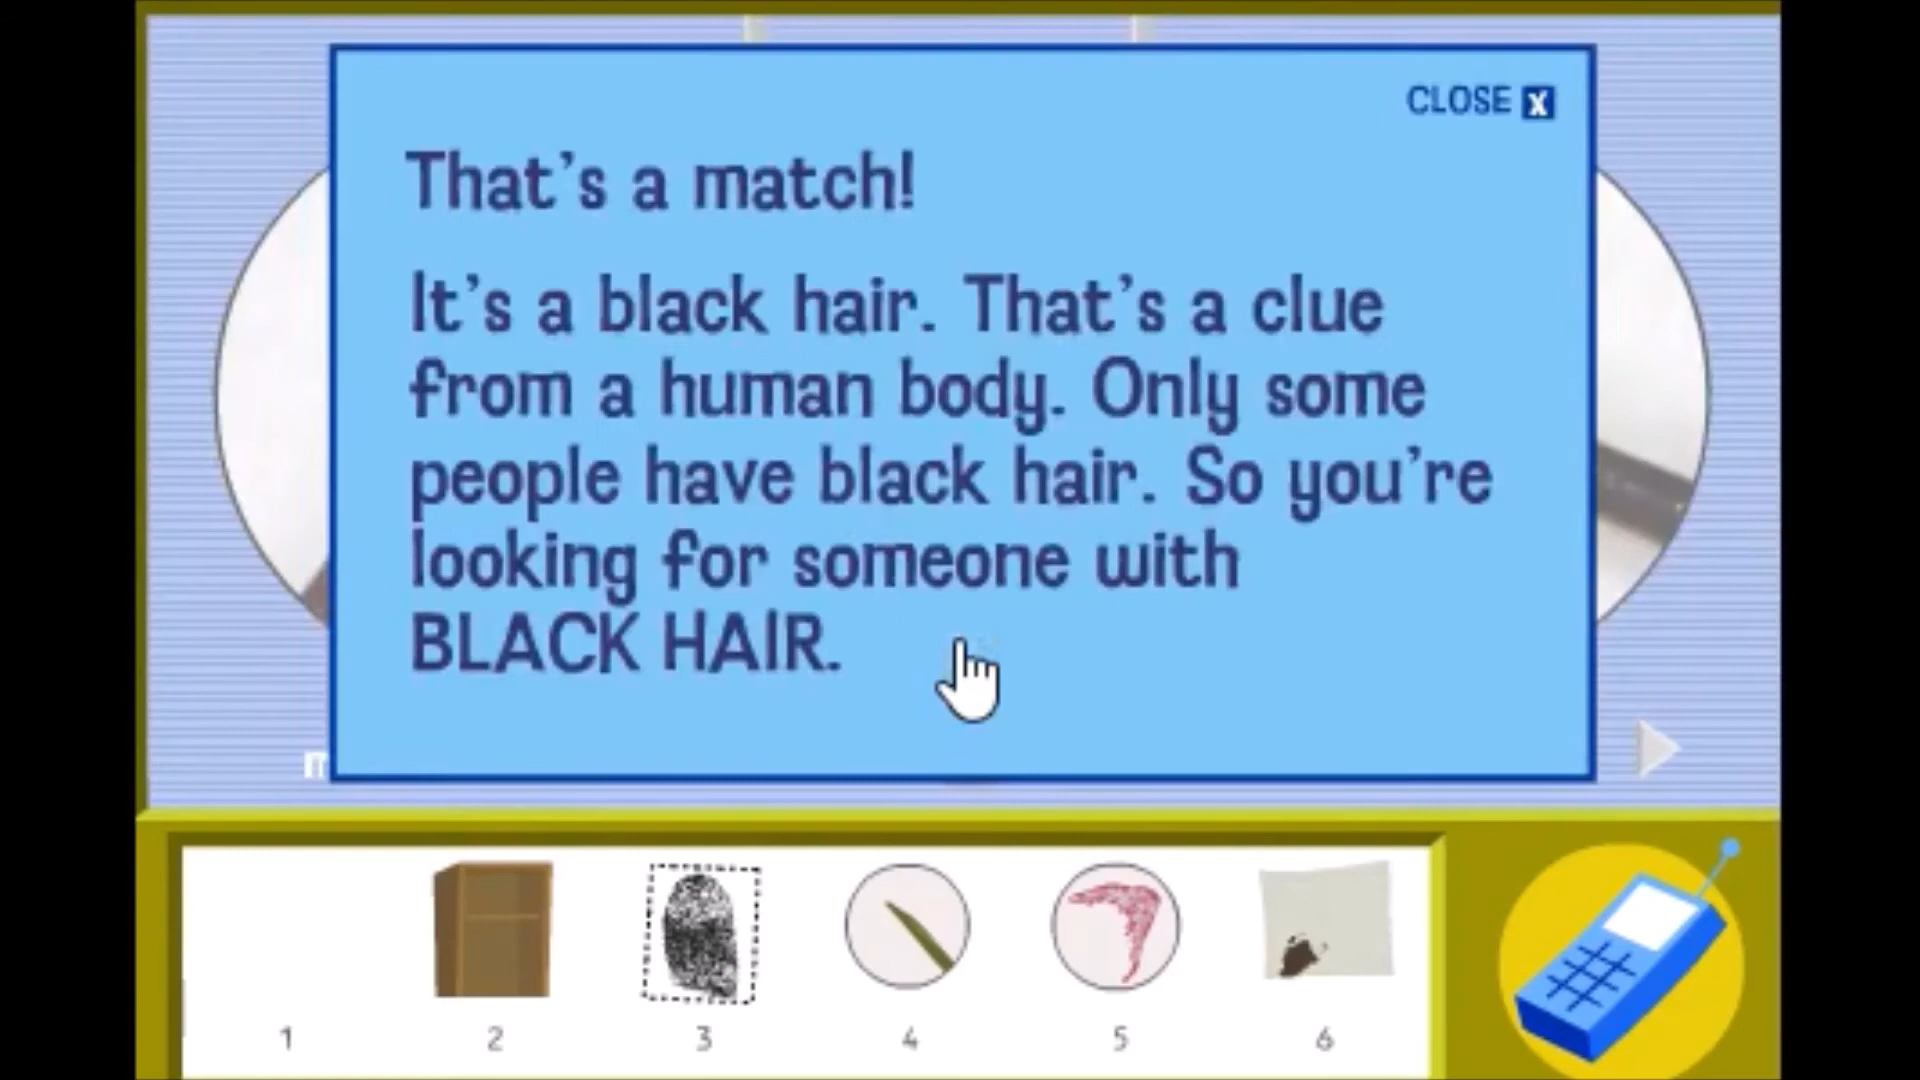 CLOSE X
That's a match!
It's a black hair. That's a clue
from a human body. Only some
people have black hair. So you're
looking for someone with
BLACK HAIR.
1 2 3 4 5 6